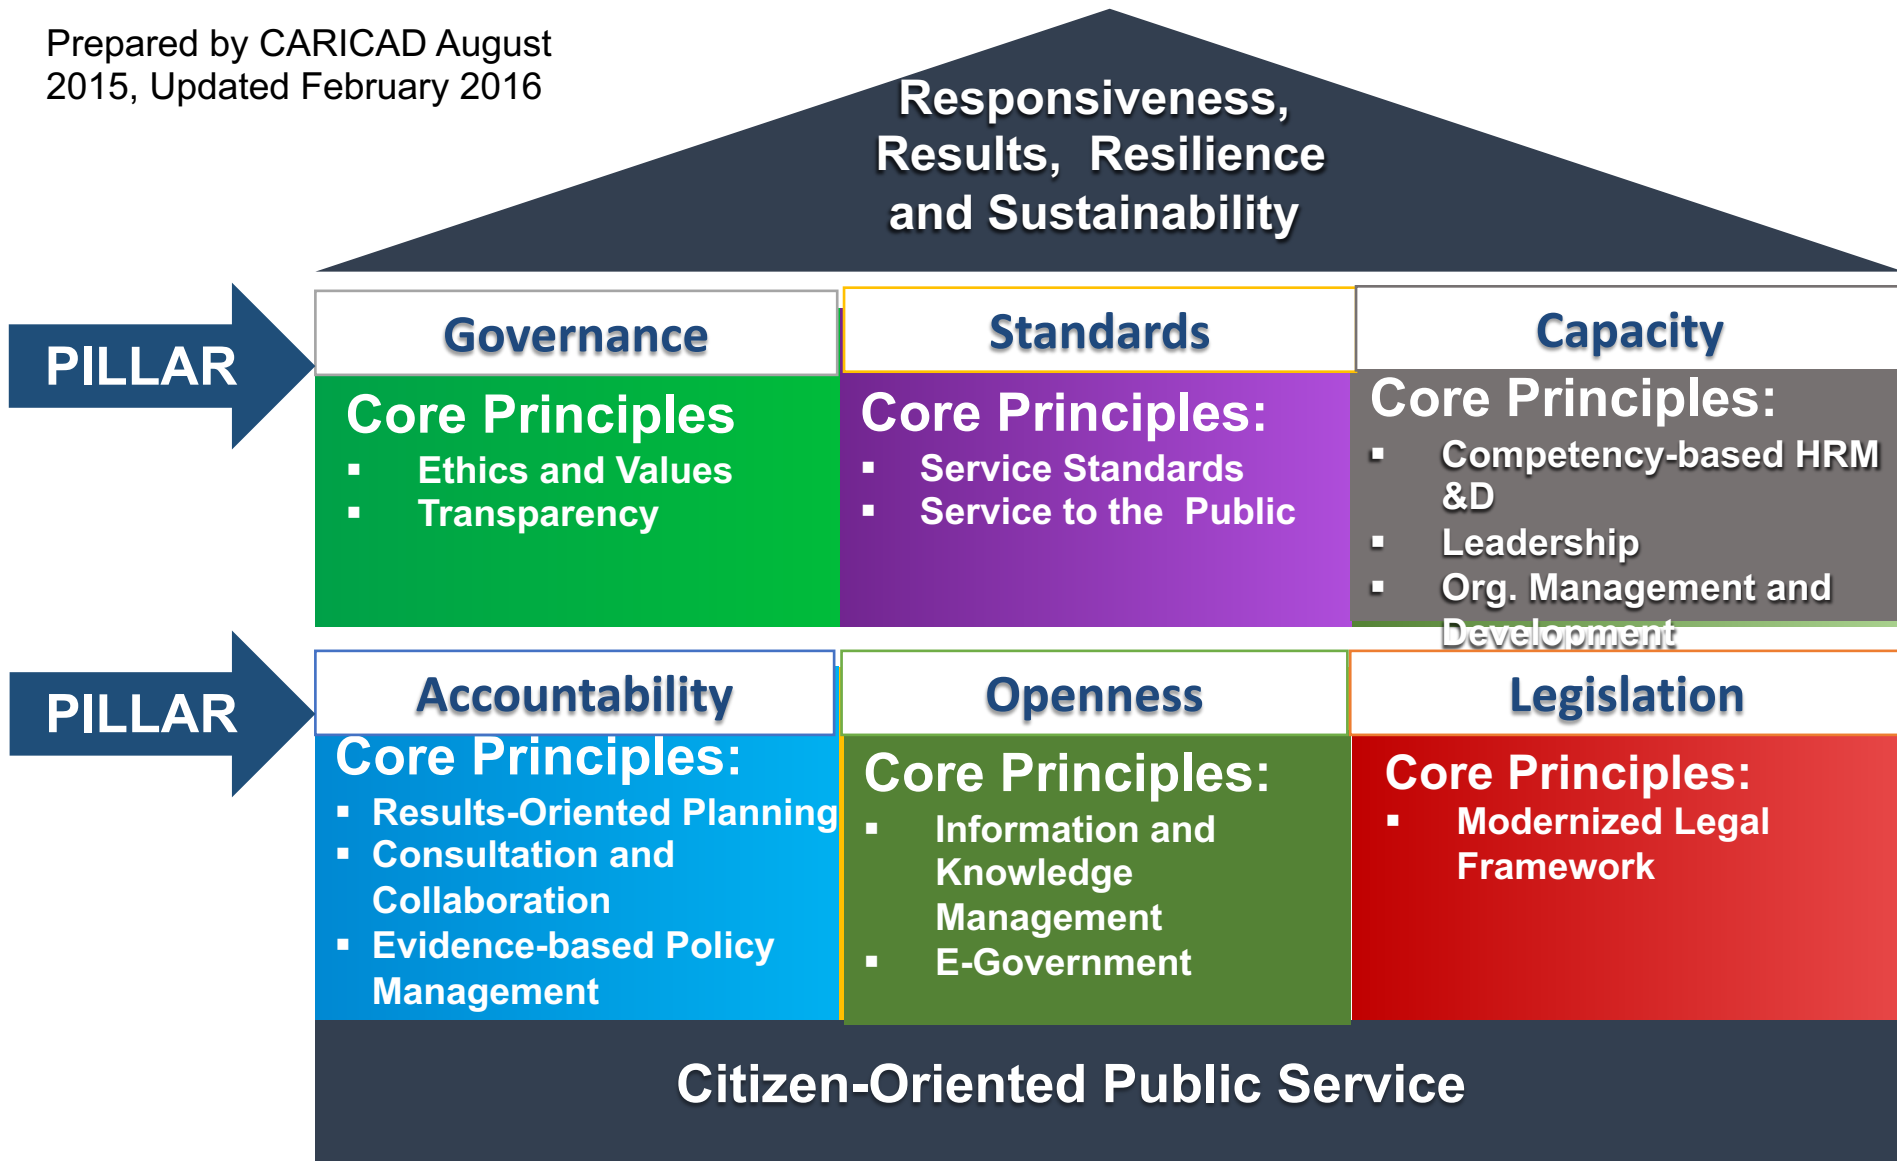 Prepared by CARICAD August
2015, Updated February 2016
Responsiveness,
Results, Resilience
and Sustainability
PILLAR
Governance
Core Principles
▪ Ethics and Values
▪ Transparency
Standards
Core Principles:
▪ Service Standards
▪ Service to the Public
Capacity
Core Principles:
▪ Competency-based HRM
&D
▪ Leadership
▪ Org. Management and
Development
PILLAR
Accountability
Core Principles:
▪ Results-Oriented Planning
▪ Consultation and
Collaboration
▪ Evidence-based Policy
Management
Openness
Core Principles:
▪ Information and
Knowledge
Management
▪ E-Government
Legislation
Core Principles:
▪ Modernized Legal
Framework
Citizen-Oriented Public Service